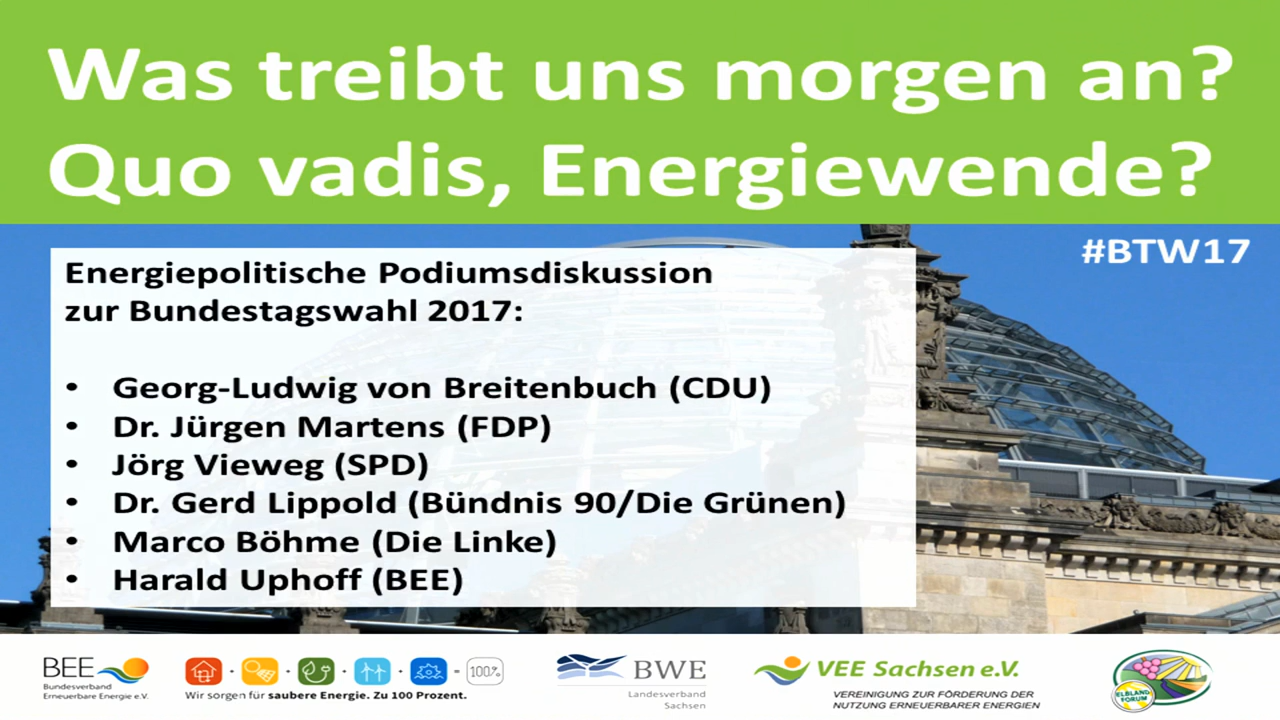 Was treibt uns morgen an?
Quo vadis, Energiewende?
#BTW17
Energiepolitische Podiumsdiskussion
zur Bundestagswahl 2017:
• Georg-Ludwig von Breitenbuch (CDU)
• Dr. Jürgen Martens (FDP)
• Jörg Vieweg (SPD)
• Dr. Gerd Lippold (Bündnis 90/Die Grünen)
• Marco Böhme (Die Linke)
• Harald Uphoff (BEE)
BEE
Bundesverband
Erneuerbare Energie e.V.
100%
Wir sorgen für saubere Energie. Zu 100 Prozent.
BWE
Landesverband
Sachsen
VEE Sachsen e.V.
VEREINIGUNG ZUR FÖRDERUNG DER
NUTZUNG ERNEUERBARER ENERGIEN
ELBLAND
FORUM